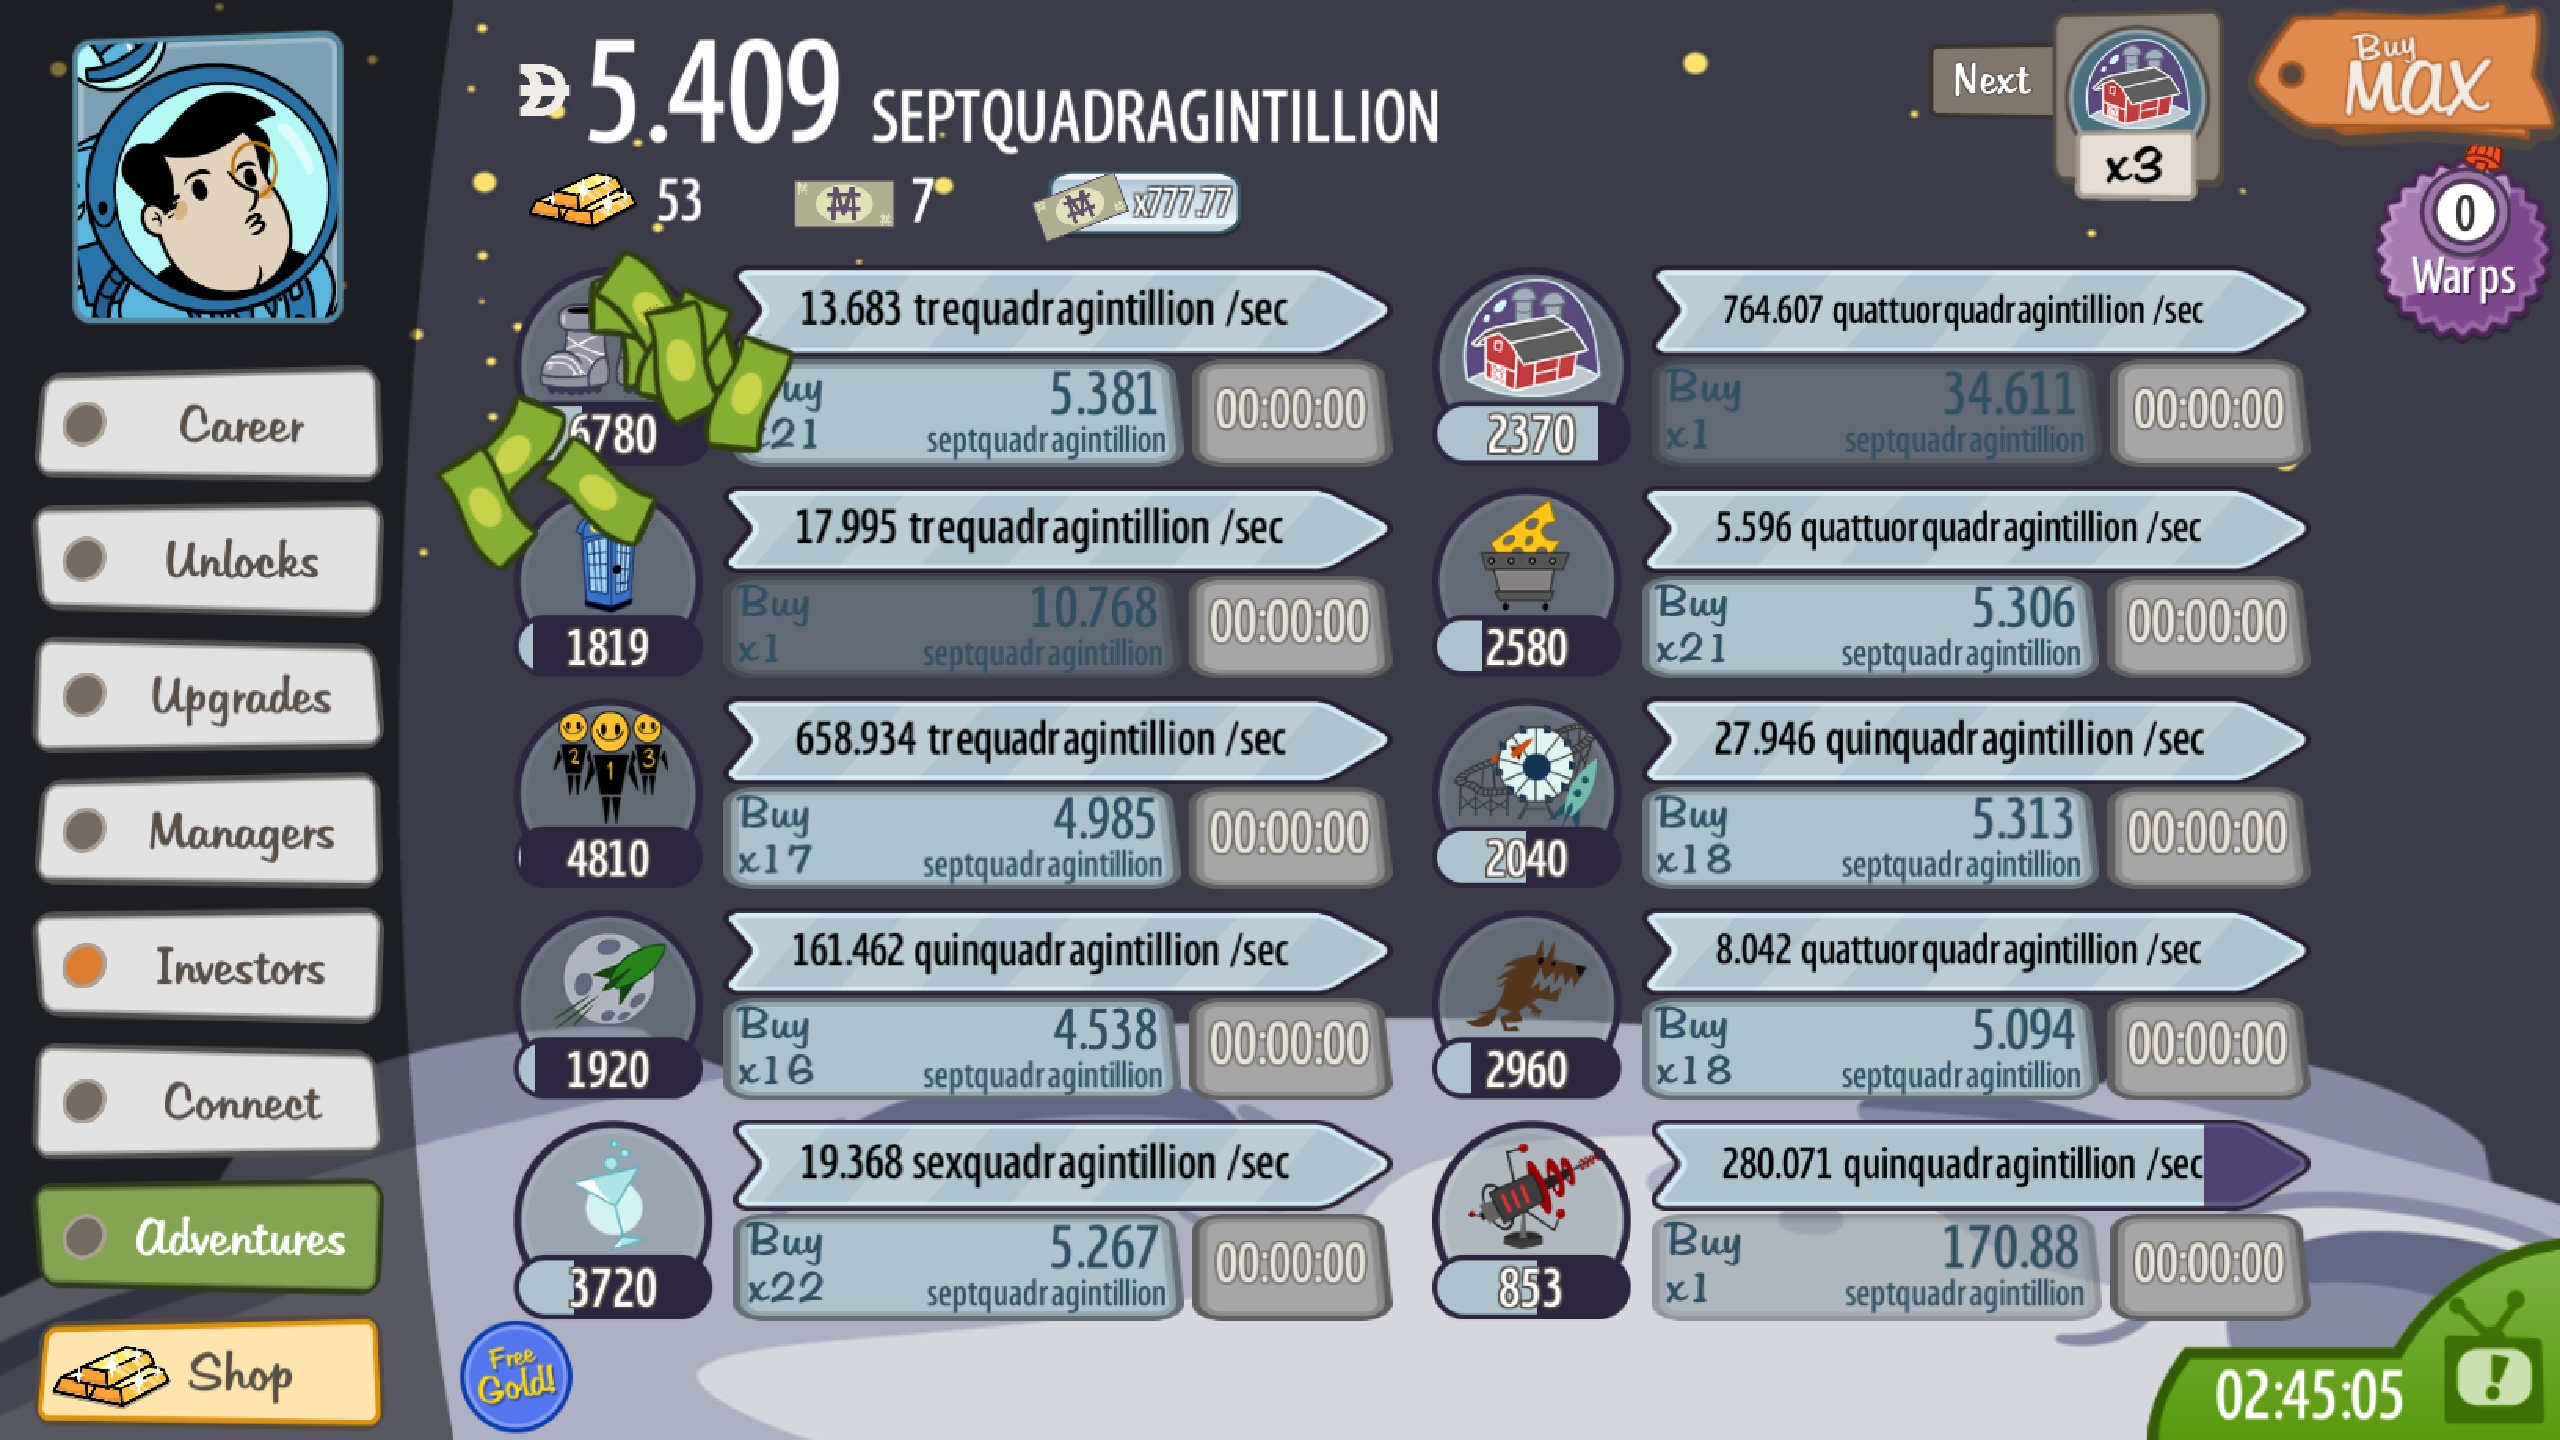 5.409 SEPTQUADRAGINTILLION
53
7
x777.77
Next
x3
Buy
MAX
0
Warps
Career
Unlocks
Upgrades
Managers
Investors
Connect
Adventures
Shop
Free
Gold!
13.683 trequadragintillion /sec
6780
5.381
x21
septquadragintillion
00:00:00
17.995 trequadragintillion /sec
1819
Buy
10.768
x1
septquadragintillion
00:00:00
2 1 3
658.934 trequadragintillion /sec
4810
Buy
4.985
x17
septquadragintillion
00:00:00
161.462 quinquadragintillion /sec
1920
Buy
4.538
x16
septquadragintillion
00:00:00
19.368 sexquadragintillion /sec
3720
Buy
5.267
x22
septquadragintillion
00:00:00
764.607 quattuorquadragintillion /sec
2370
Buy
34.611
x1
septquadragintillion
00:00:00
5.596 quattuorquadragintillion /sec
2580
Buy
5.306
x21
septquadragintillion
00:00:00
27.946 quinquadragintillion /sec
2040
Buy
5.313
x18
septquadragintillion
00:00:00
8.042 quattuorquadragintillion /sec
2960
Buy
5.094
x18
septquadragintillion
00:00:00
280.071 quinquadragintillion /sec
853
Buy
170.88
x1
septquadragintillion
00:00:00
02:45:05
!